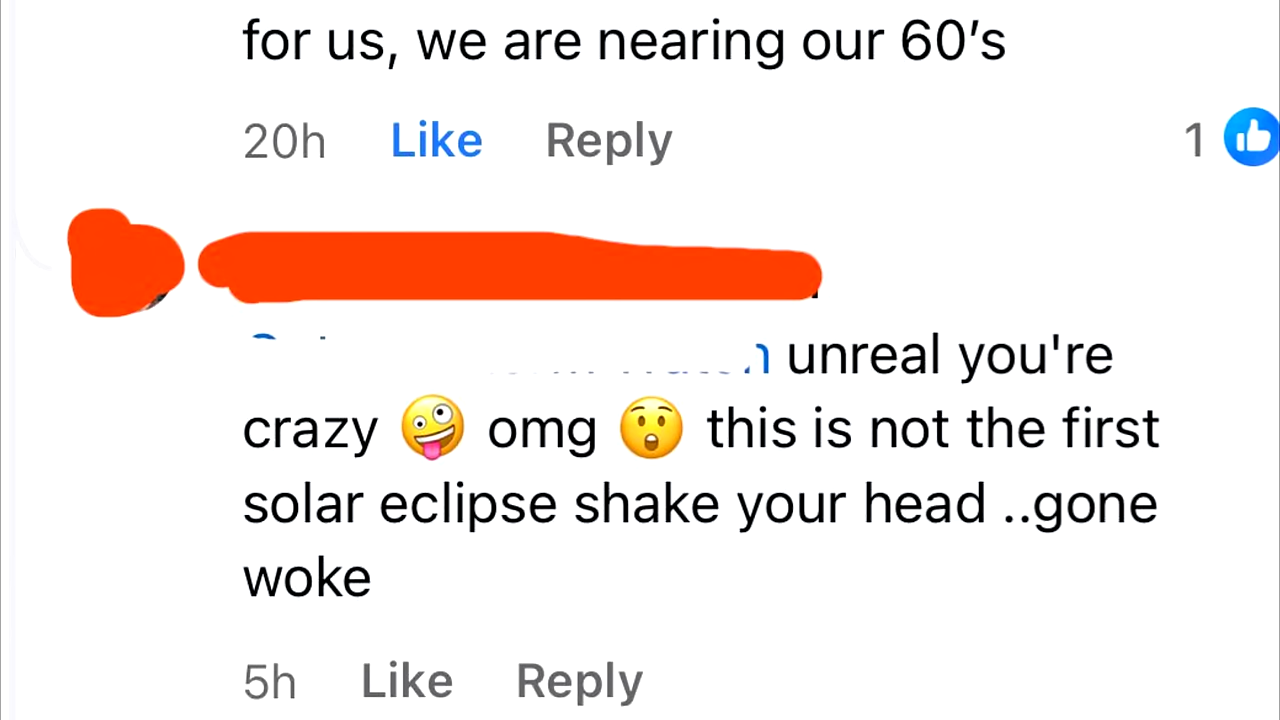 for us, we are nearing our 60’s
20h Like Reply 1
unreal you're
crazy 🤪 omg 😲 this is not the first
solar eclipse shake your head ..gone
woke
5h Like Reply